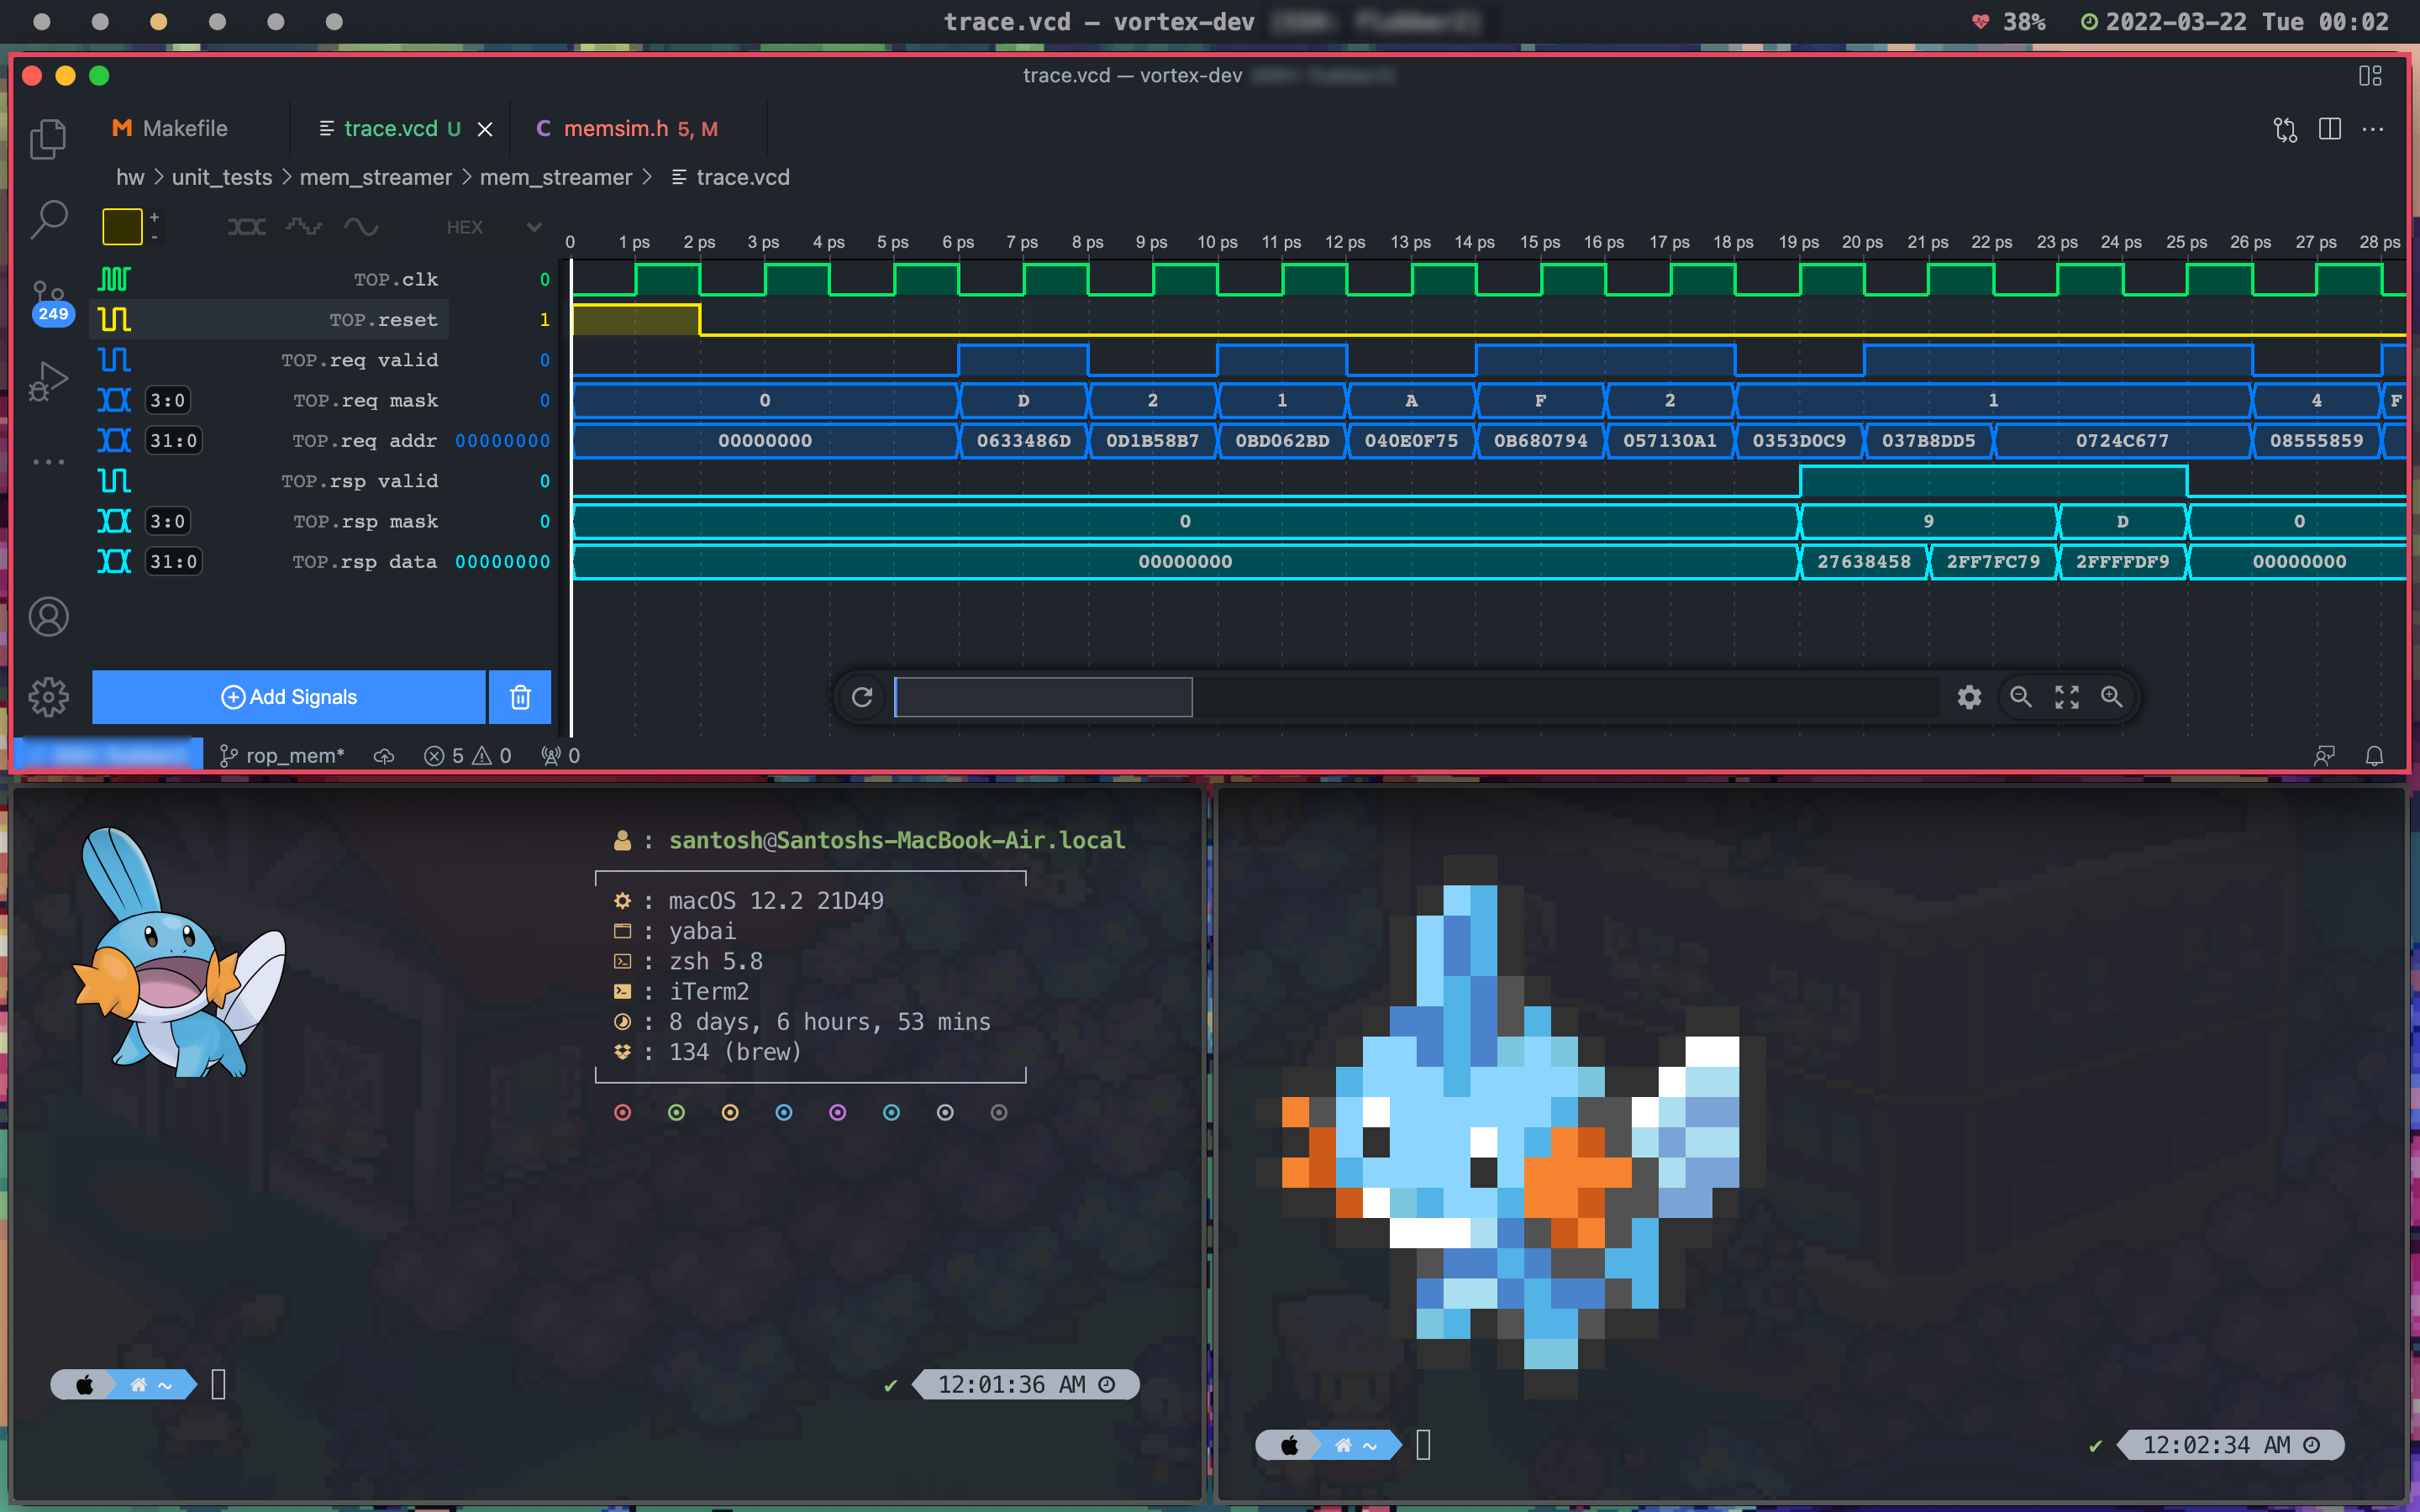 trace.vcd — vortex-dev
38% 2022-03-22 Tue 00:02
trace.vcd — vortex-dev
Makefile trace.vcd U memsim.h 5, M
hw > unit_tests > mem_streamer > mem_streamer > trace.vcd
+
-
HEX
0 1 ps 2 ps 3 ps 4 ps 5 ps 6 ps 7 ps 8 ps 9 ps 10 ps 11 ps 12 ps 13 ps 14 ps 15 ps 16 ps 17 ps 18 ps 19 ps 20 ps 21 ps 22 ps 23 ps 24 ps 25 ps 26 ps 27 ps 28 ps
TOP.clk 0
249
TOP.reset 1
TOP.req valid 0
3:0 TOP.req mask 0 0 D 2 1 A F 2 1 4 F
31:0 TOP.req addr 00000000 00000000 0633486D 0D1B58B7 0BD062BD 040E0F75 0B680794 057130A1 0353D0C9 037B8DD5 0724C677 08555859
TOP.rsp valid 0
3:0 TOP.rsp mask 0 0 9 D 0
31:0 TOP.rsp data 00000000 00000000 27638458 2FF7FC79 2FFFFDF9 00000000
Add Signals
rop_mem* 5 0 0
: santosh@Santoshs-MacBook-Air.local
: macOS 12.2 21D49
: yabai
: zsh 5.8
: iTerm2
: 8 days, 6 hours, 53 mins
: 134 (brew)
~ ✔ 12:01:36 AM
~ ✔ 12:02:34 AM